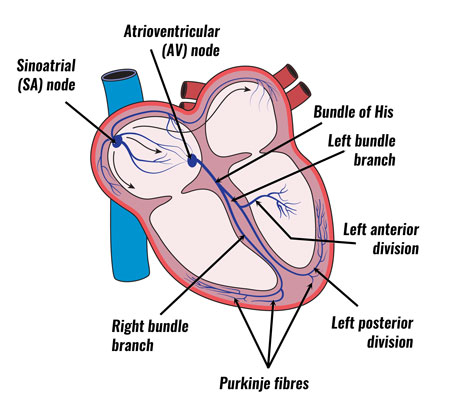 Atrioventricular
(AV) node
Sinoatrial
(SA) node
Bundle of His
Left bundle
branch
Left anterior
division
Left posterior
division
Right bundle
branch
Purkinje fibres